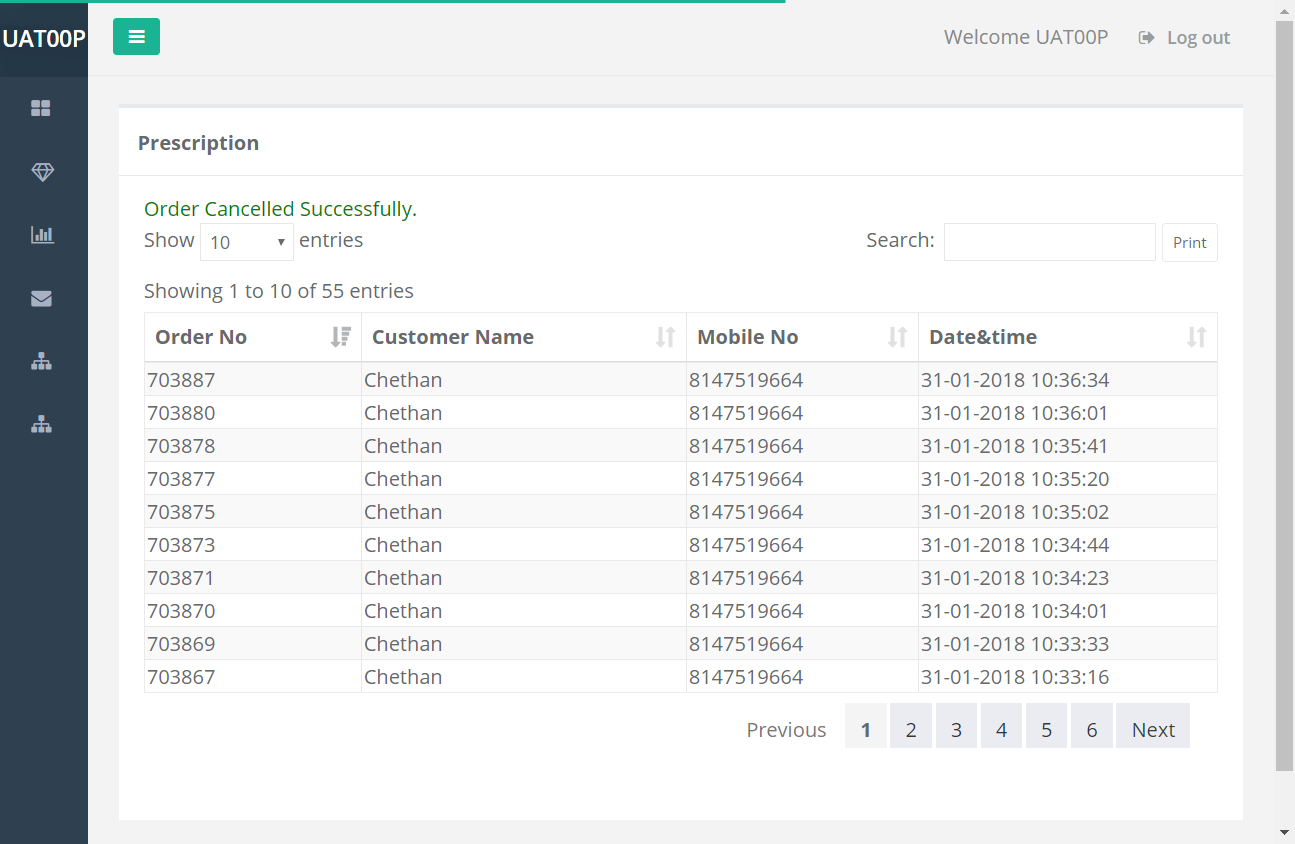 UAT00P
Welcome UAT00P Log out
Prescription
Order Cancelled Successfully.
Show 10 entries Search: Print
Showing 1 to 10 of 55 entries
Order No Customer Name Mobile No Date&time
703887 Chethan 8147519664 31-01-2018 10:36:34
703880 Chethan 8147519664 31-01-2018 10:36:01
703878 Chethan 8147519664 31-01-2018 10:35:41
703877 Chethan 8147519664 31-01-2018 10:35:20
703875 Chethan 8147519664 31-01-2018 10:35:02
703873 Chethan 8147519664 31-01-2018 10:34:44
703871 Chethan 8147519664 31-01-2018 10:34:23
703870 Chethan 8147519664 31-01-2018 10:34:01
703869 Chethan 8147519664 31-01-2018 10:33:33
703867 Chethan 8147519664 31-01-2018 10:33:16
Previous 1 2 3 4 5 6 Next